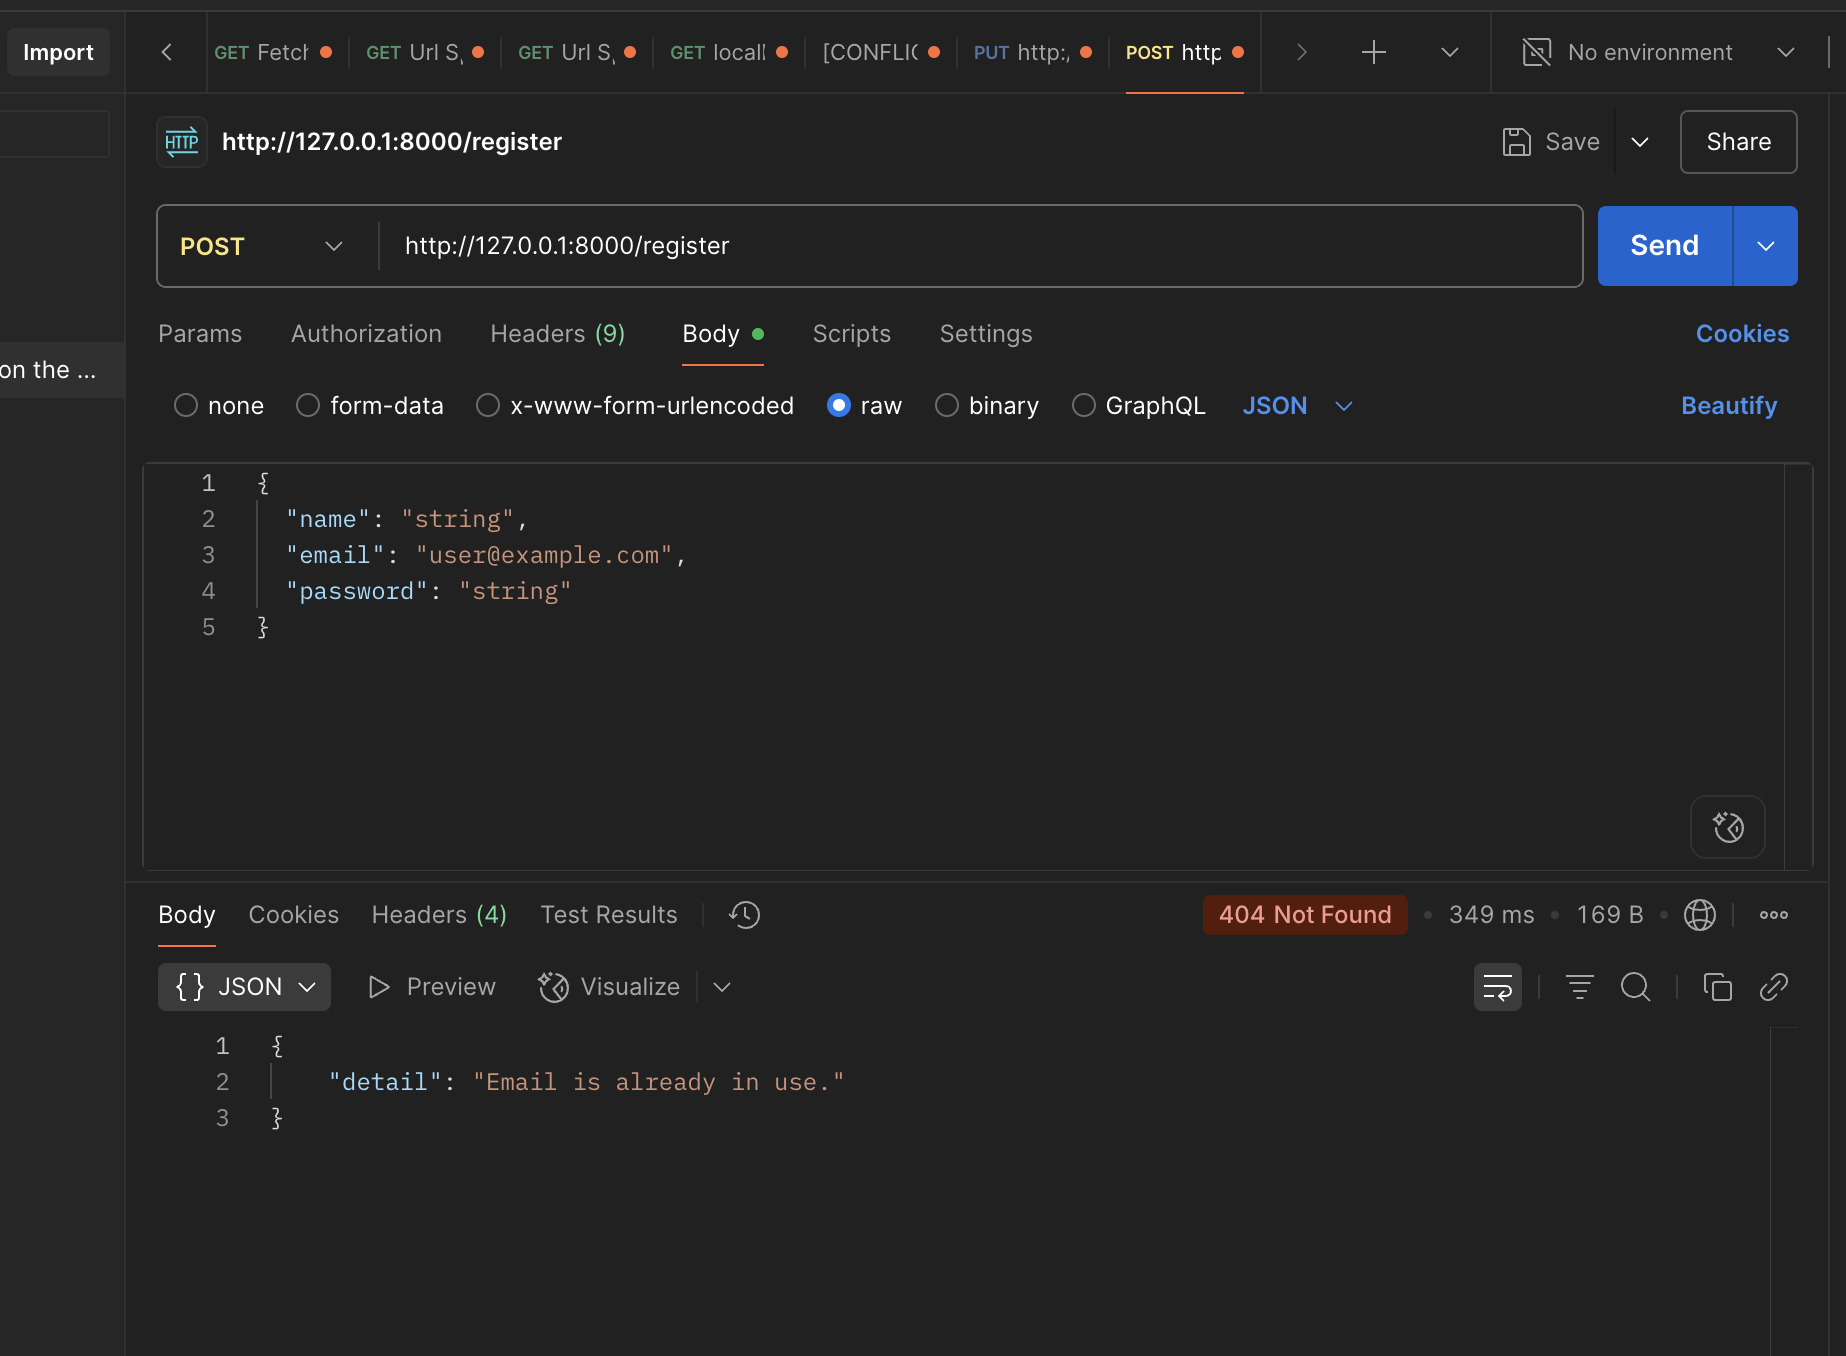 Import
GET Fetch
GET Url S
GET Url S
GET local
[CONFLIC
PUT http:/
POST http
No environment
on the ...
HTTP
http://127.0.0.1:8000/register
Save
Share
POST
http://127.0.0.1:8000/register
Send
Params
Authorization
Headers (9)
Body
Scripts
Settings
Cookies
none
form-data
x-www-form-urlencoded
raw
binary
GraphQL
JSON
Beautify
1 {
2 "name": "string",
3 "email": "user@example.com",
4 "password": "string"
5 }
Body
Cookies
Headers (4)
Test Results
404 Not Found
349 ms
169 B
{} JSON
Preview
Visualize
1 {
2 "detail": "Email is already in use."
3 }